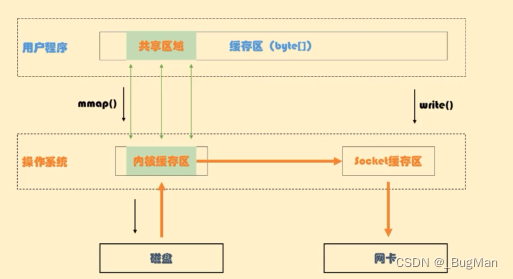 用户程序
共享区域
缓存区（byte[]）
mmap()
write()
操作系统
内核缓存区
Socket缓存区
磁盘
网卡
CSDN @_BugMan